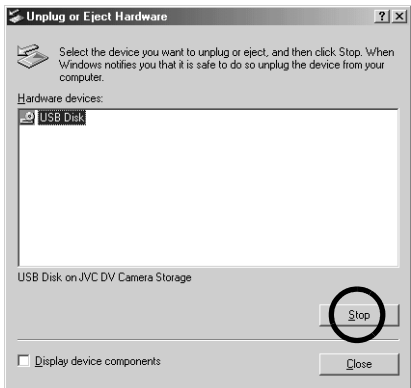 Unplug or Eject Hardware
Select the device you want to unplug or eject, and then click Stop. When
Windows notifies you that it is safe to do so unplug the device from your
computer.
Hardware devices:
USB Disk
USB Disk on JVC DV Camera Storage
Stop
Display device components
Close